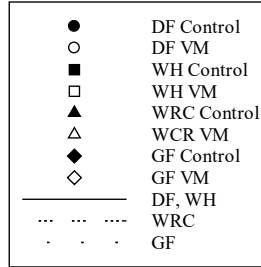 DF Control
DF VM
WH Control
WH VM
WRC Control
WCR VM
GF Control
GF VM
DF, WH
WRC
GF